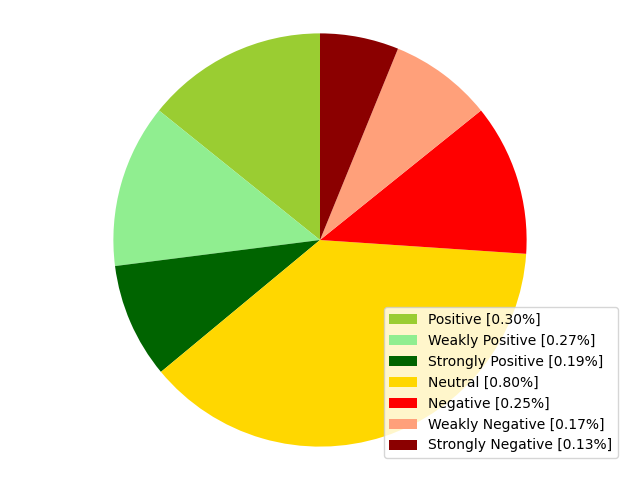 Positive [0.30%]
Weakly Positive [0.27%]
Strongly Positive [0.19%]
Neutral [0.80%]
Negative [0.25%]
Weakly Negative [0.17%]
Strongly Negative [0.13%]